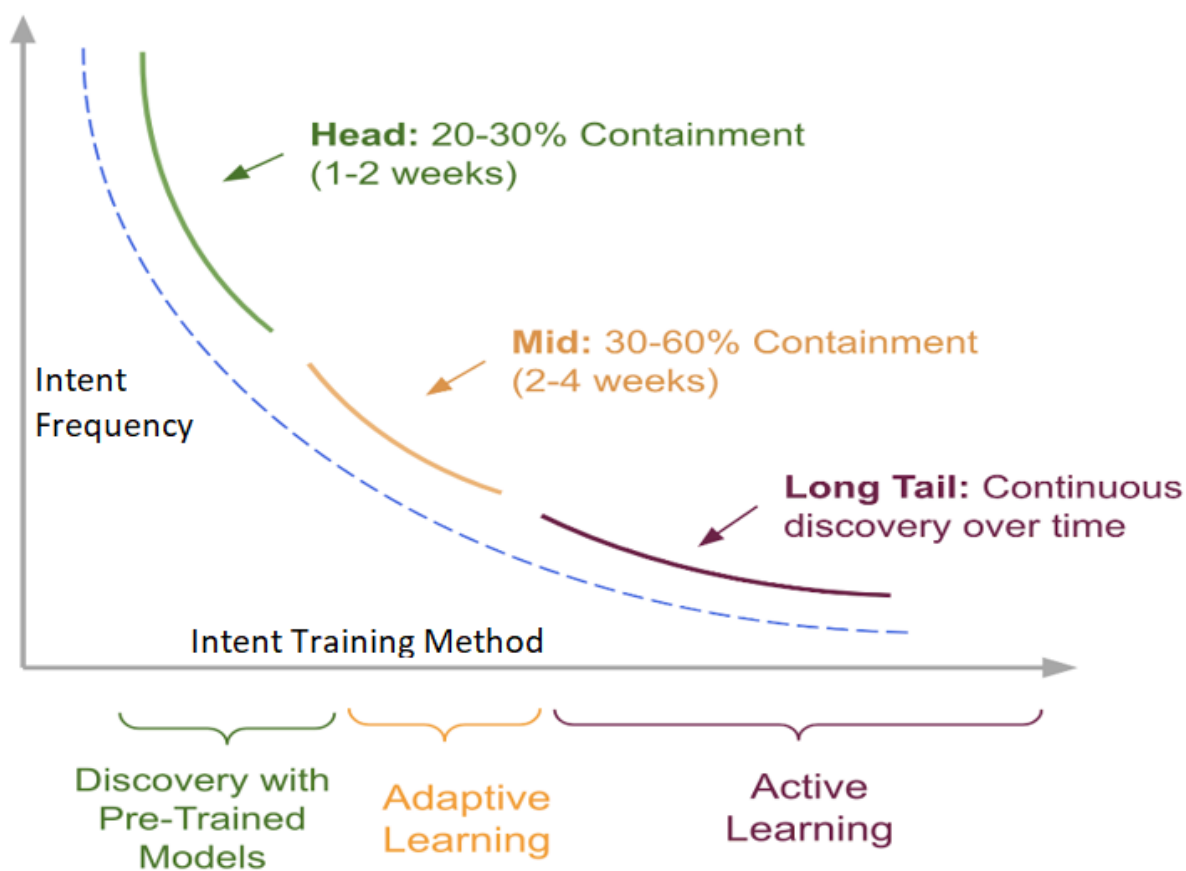 Head: 20-30% Containment
(1-2 weeks)
Mid: 30-60% Containment
(2-4 weeks)
Intent
Frequency
Long Tail: Continuous
discovery over time
Intent Training Method
Discovery with
Pre-Trained
Models
Adaptive
Learning
Active
Learning